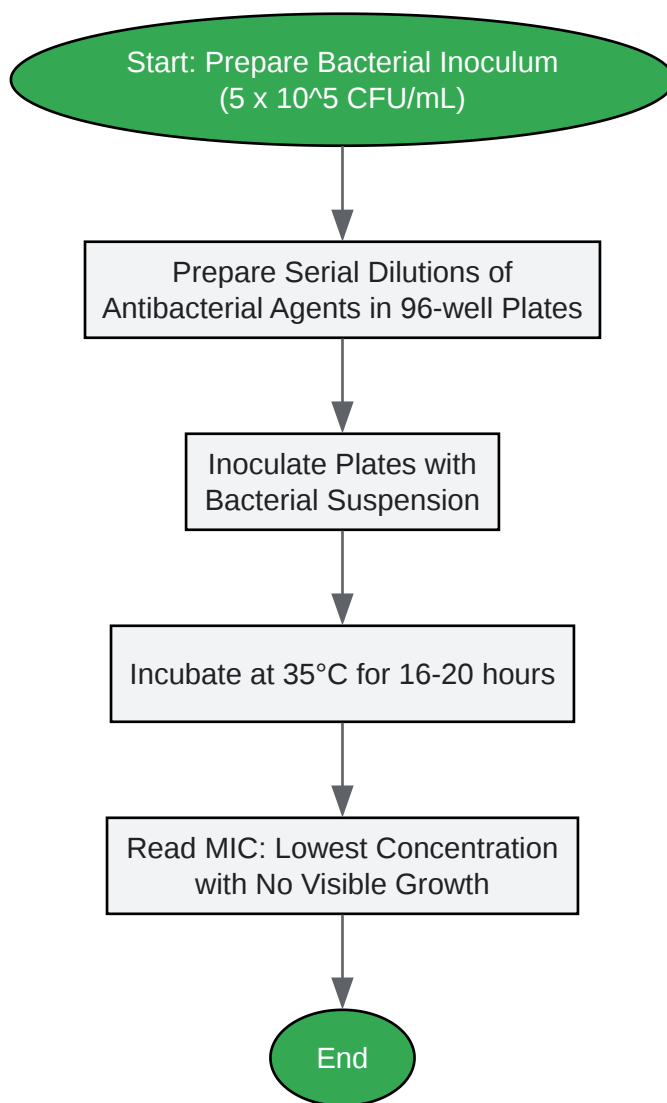 Start: Prepare Bacterial Inoculum
(5 x 10^5 CFU/mL)
Prepare Serial Dilutions of
Antibacterial Agents in 96-well Plates
Inoculate Plates with
Bacterial Suspension
Incubate at 35°C for 16-20 hours
Read MIC: Lowest Concentration
with No Visible Growth
End